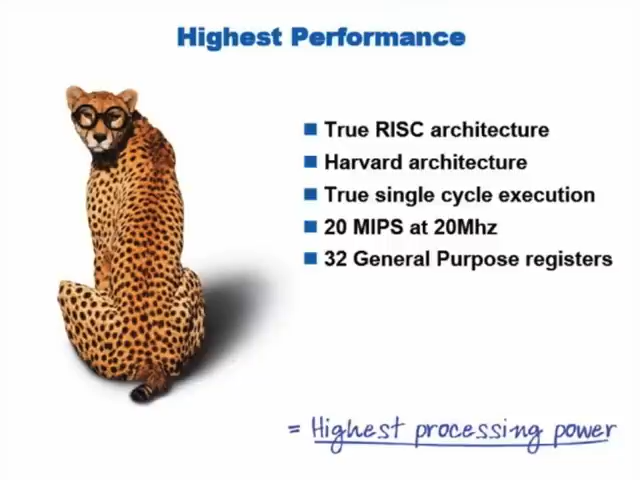 Highest Performance
True RISC architecture
Harvard architecture
True single cycle execution
20 MIPS at 20Mhz
32 General Purpose registers
= Highest processing power